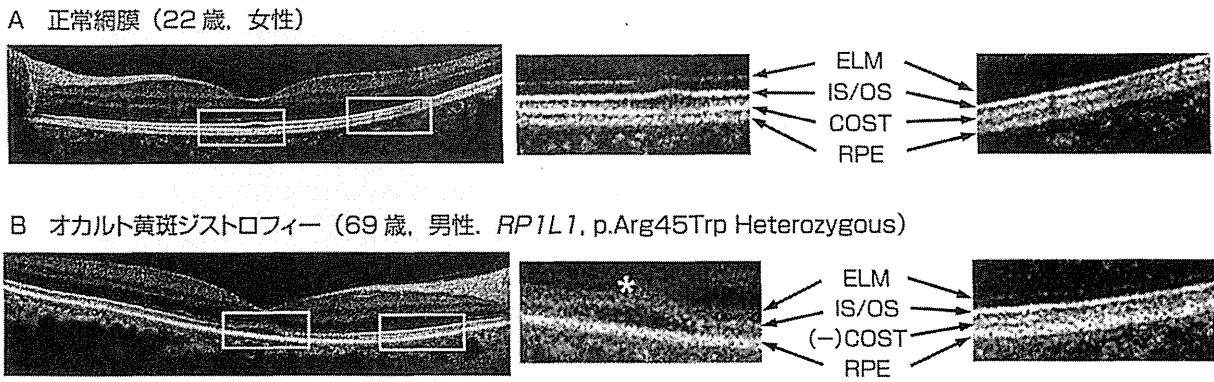 A 正常網膜（22歳，女性）
ELM
IS/OS
COST
RPE
B オカルト黄斑ジストロフィー（69歳，男性．RP1L1, p.Arg45Trp Heterozygous）
*
ELM
IS/OS
(−)COST
RPE